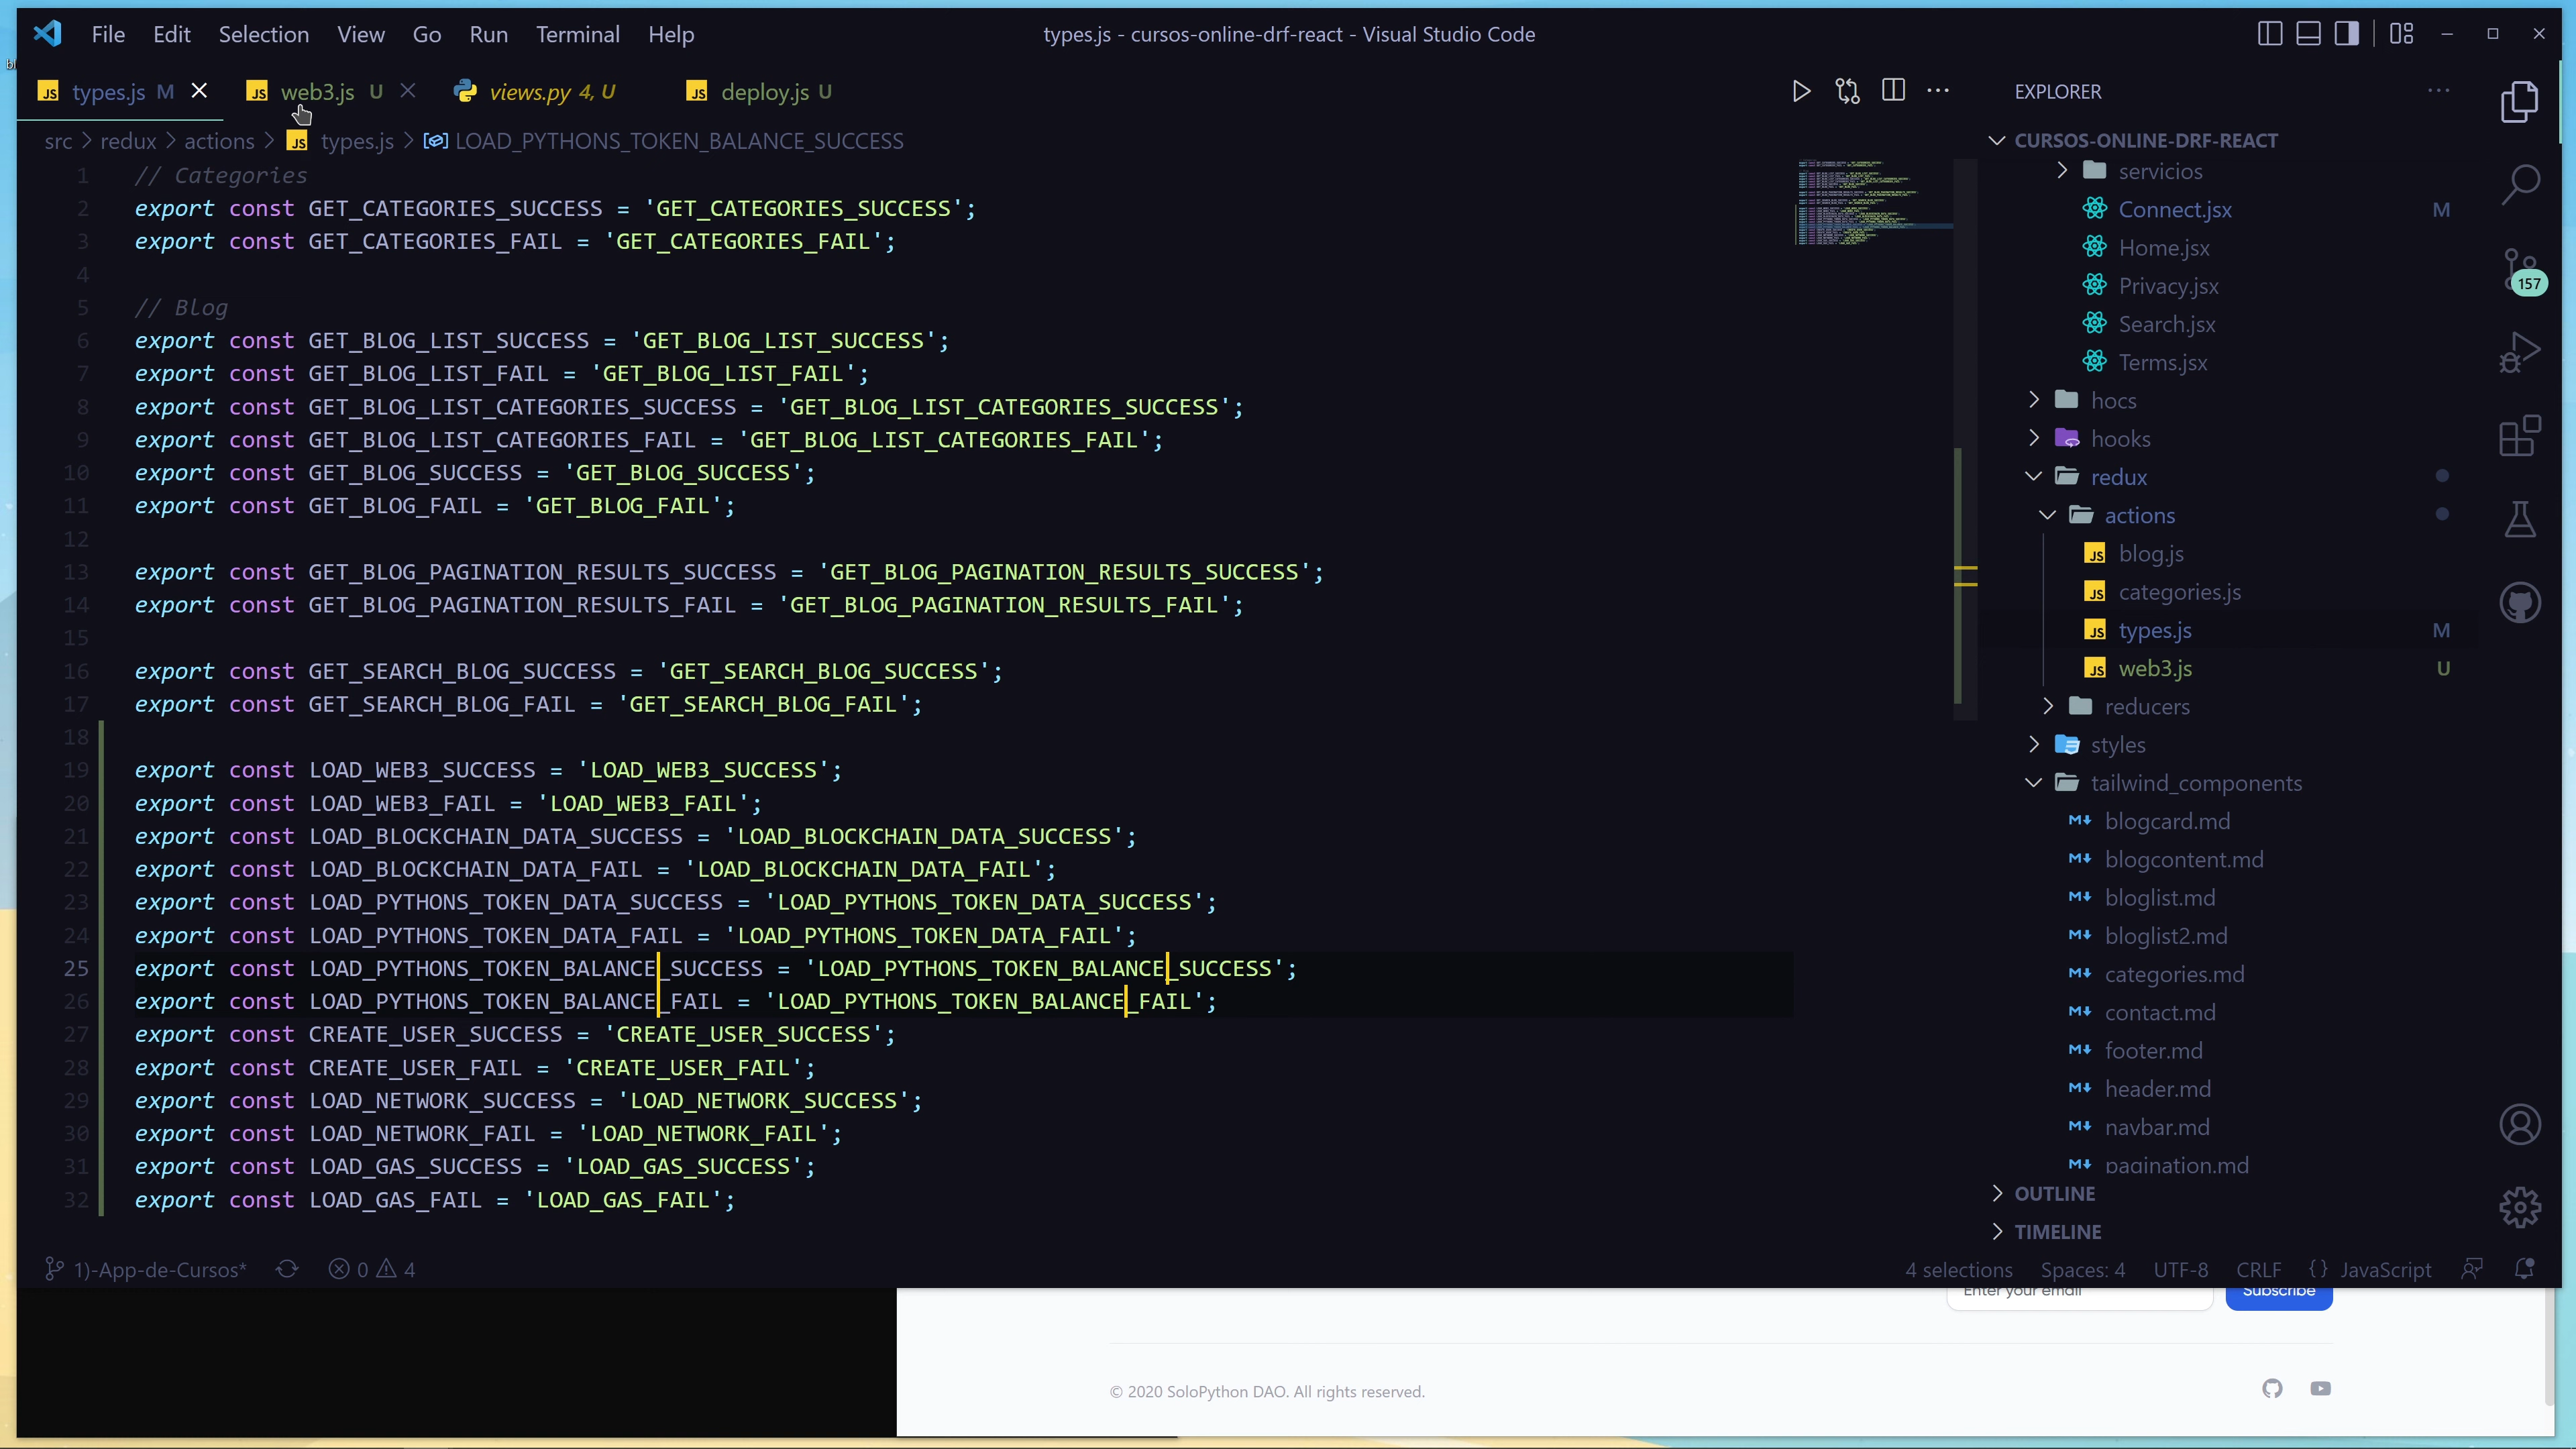 File Edit Selection View Go Run Terminal Help
types.js - cursos-online-drf-react - Visual Studio Code
types.js M
web3.js U
views.py 4, U
deploy.js U
src > redux > actions > JS types.js > LOAD_PYTHONS_TOKEN_BALANCE_SUCCESS
1 // Categories
2 export const GET_CATEGORIES_SUCCESS = 'GET_CATEGORIES_SUCCESS';
3 export const GET_CATEGORIES_FAIL = 'GET_CATEGORIES_FAIL';
4
5 // Blog
6 export const GET_BLOG_LIST_SUCCESS = 'GET_BLOG_LIST_SUCCESS';
7 export const GET_BLOG_LIST_FAIL = 'GET_BLOG_LIST_FAIL';
8 export const GET_BLOG_LIST_CATEGORIES_SUCCESS = 'GET_BLOG_LIST_CATEGORIES_SUCCESS';
9 export const GET_BLOG_LIST_CATEGORIES_FAIL = 'GET_BLOG_LIST_CATEGORIES_FAIL';
10 export const GET_BLOG_SUCCESS = 'GET_BLOG_SUCCESS';
11 export const GET_BLOG_FAIL = 'GET_BLOG_FAIL';
12
13 export const GET_BLOG_PAGINATION_RESULTS_SUCCESS = 'GET_BLOG_PAGINATION_RESULTS_SUCCESS';
14 export const GET_BLOG_PAGINATION_RESULTS_FAIL = 'GET_BLOG_PAGINATION_RESULTS_FAIL';
15
16 export const GET_SEARCH_BLOG_SUCCESS = 'GET_SEARCH_BLOG_SUCCESS';
17 export const GET_SEARCH_BLOG_FAIL = 'GET_SEARCH_BLOG_FAIL';
18
19 export const LOAD_WEB3_SUCCESS = 'LOAD_WEB3_SUCCESS';
20 export const LOAD_WEB3_FAIL = 'LOAD_WEB3_FAIL';
21 export const LOAD_BLOCKCHAIN_DATA_SUCCESS = 'LOAD_BLOCKCHAIN_DATA_SUCCESS';
22 export const LOAD_BLOCKCHAIN_DATA_FAIL = 'LOAD_BLOCKCHAIN_DATA_FAIL';
23 export const LOAD_PYTHONS_TOKEN_DATA_SUCCESS = 'LOAD_PYTHONS_TOKEN_DATA_SUCCESS';
24 export const LOAD_PYTHONS_TOKEN_DATA_FAIL = 'LOAD_PYTHONS_TOKEN_DATA_FAIL';
25 export const LOAD_PYTHONS_TOKEN_BALANCE_SUCCESS = 'LOAD_PYTHONS_TOKEN_BALANCE_SUCCESS';
26 export const LOAD_PYTHONS_TOKEN_BALANCE_FAIL = 'LOAD_PYTHONS_TOKEN_BALANCE_FAIL';
27 export const CREATE_USER_SUCCESS = 'CREATE_USER_SUCCESS';
28 export const CREATE_USER_FAIL = 'CREATE_USER_FAIL';
29 export const LOAD_NETWORK_SUCCESS = 'LOAD_NETWORK_SUCCESS';
30 export const LOAD_NETWORK_FAIL = 'LOAD_NETWORK_FAIL';
31 export const LOAD_GAS_SUCCESS = 'LOAD_GAS_SUCCESS';
32 export const LOAD_GAS_FAIL = 'LOAD_GAS_FAIL';
EXPLORER
CURSOS-ONLINE-DRF-REACT
servicios
Connect.jsx M
Home.jsx
Privacy.jsx
Search.jsx
Terms.jsx
hocs
hooks
redux
actions
JS blog.js
JS categories.js
JS types.js M
JS web3.js U
reducers
styles
tailwind_components
blogcard.md
blogcontent.md
bloglist.md
bloglist2.md
categories.md
contact.md
footer.md
header.md
navbar.md
pagination.md
OUTLINE
TIMELINE
157
1)-App-de-Cursos* 0 4
4 selections Spaces: 4 UTF-8 CRLF {} JavaScript
Enter your email
Subscribe
© 2020 SoloPython DAO. All rights reserved.